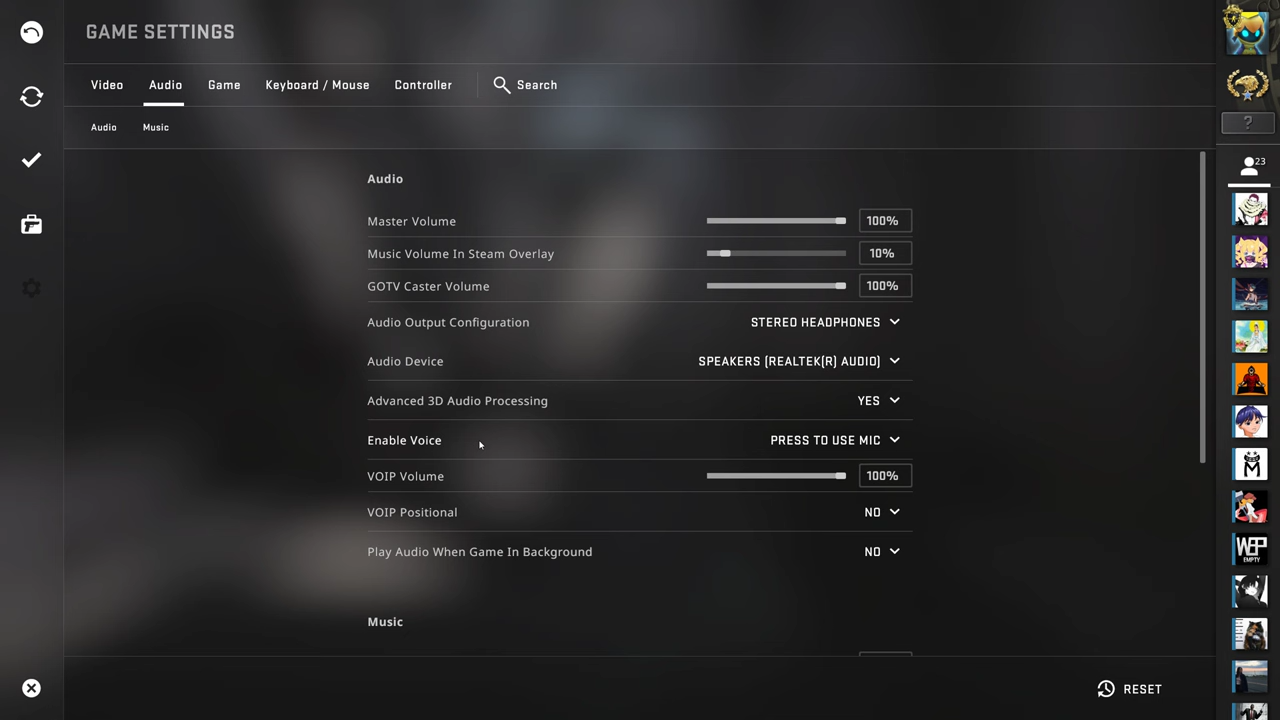 GAME SETTINGS
Video Audio Game Keyboard / Mouse Controller Search
Audio Music
?
23
Audio
Master Volume 100%
Music Volume In Steam Overlay 10%
GOTV Caster Volume 100%
Audio Output Configuration STEREO HEADPHONES
Audio Device SPEAKERS (REALTEK(R) AUDIO)
Advanced 3D Audio Processing YES
Enable Voice PRESS TO USE MIC
VOIP Volume 100%
VOIP Positional NO
Play Audio When Game In Background NO
EMPTY
Music
RESET